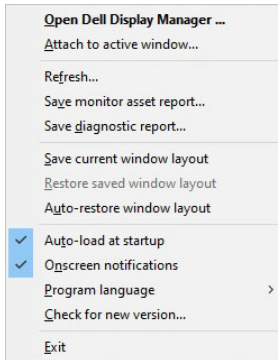 Open Dell Display Manager ...
Attach to active window...
Refresh...
Save monitor asset report...
Save diagnostic report...
Save current window layout
Restore saved window layout
Auto-restore window layout
Auto-load at startup
Onscreen notifications
Program language
Check for new version...
Exit